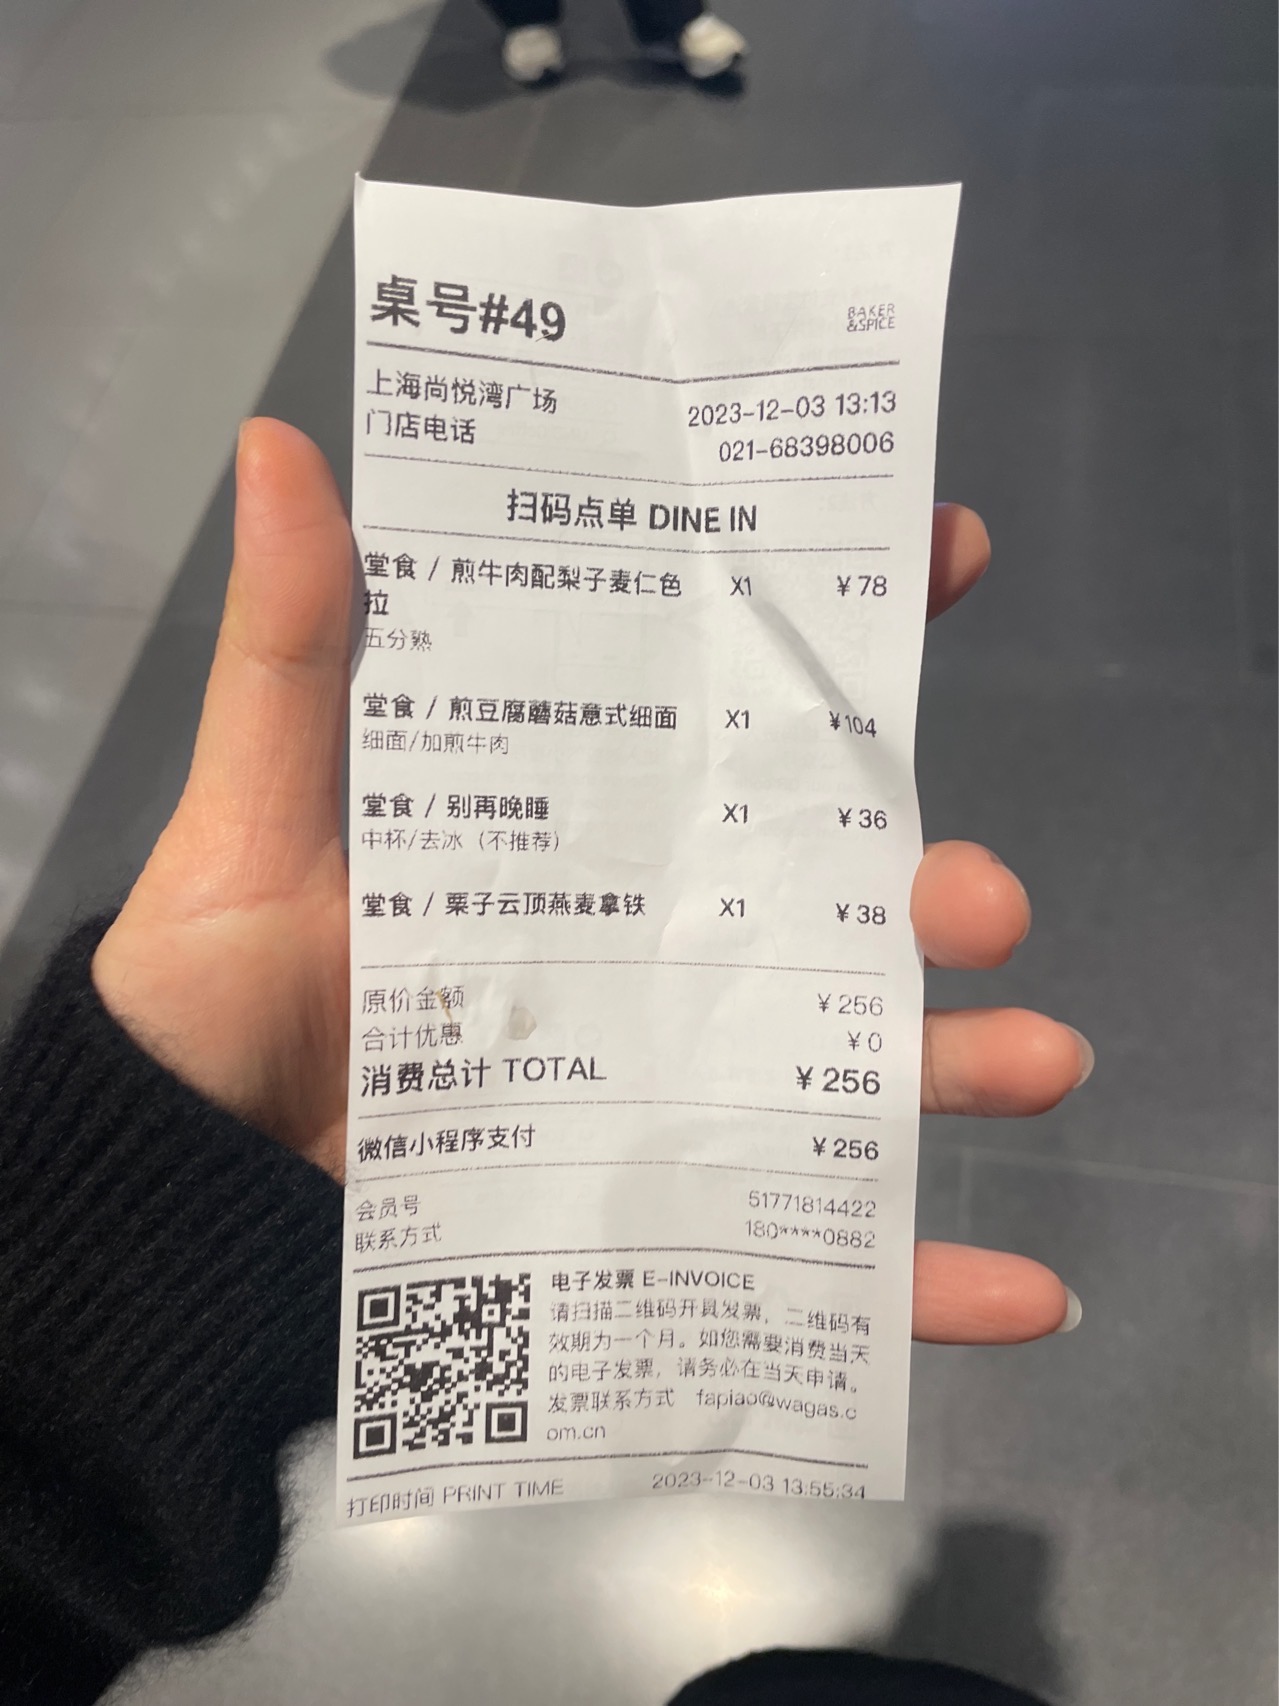 桌号#49
BAKER
&SPICE
上海尚悦湾广场 2023-12-03 13:13
门店电话 021-68398006
扫码点单 DINE IN
堂食 / 煎牛肉配梨子麦仁色 X1 ¥78
拉
五分熟
堂食 / 煎豆腐蘑菇意式细面 X1 ¥104
细面/加煎牛肉
堂食 / 别再晚睡 X1 ¥36
中杯/去冰（不推荐）
堂食 / 栗子云顶燕麦拿铁 X1 ¥38
原价金额 ¥256
合计优惠 ¥0
消费总计 TOTAL ¥256
微信小程序支付 ¥256
会员号 51771814422
联系方式 180****0882
电子发票 E-INVOICE
请扫描二维码开具发票，二维码有
效期为一个月。如您需要消费当天
的电子发票，请务必在当天申请。
发票联系方式 fapiao@wagas.c
om.cn
打印时间 PRINT TIME 2023-12-03 13:55:34